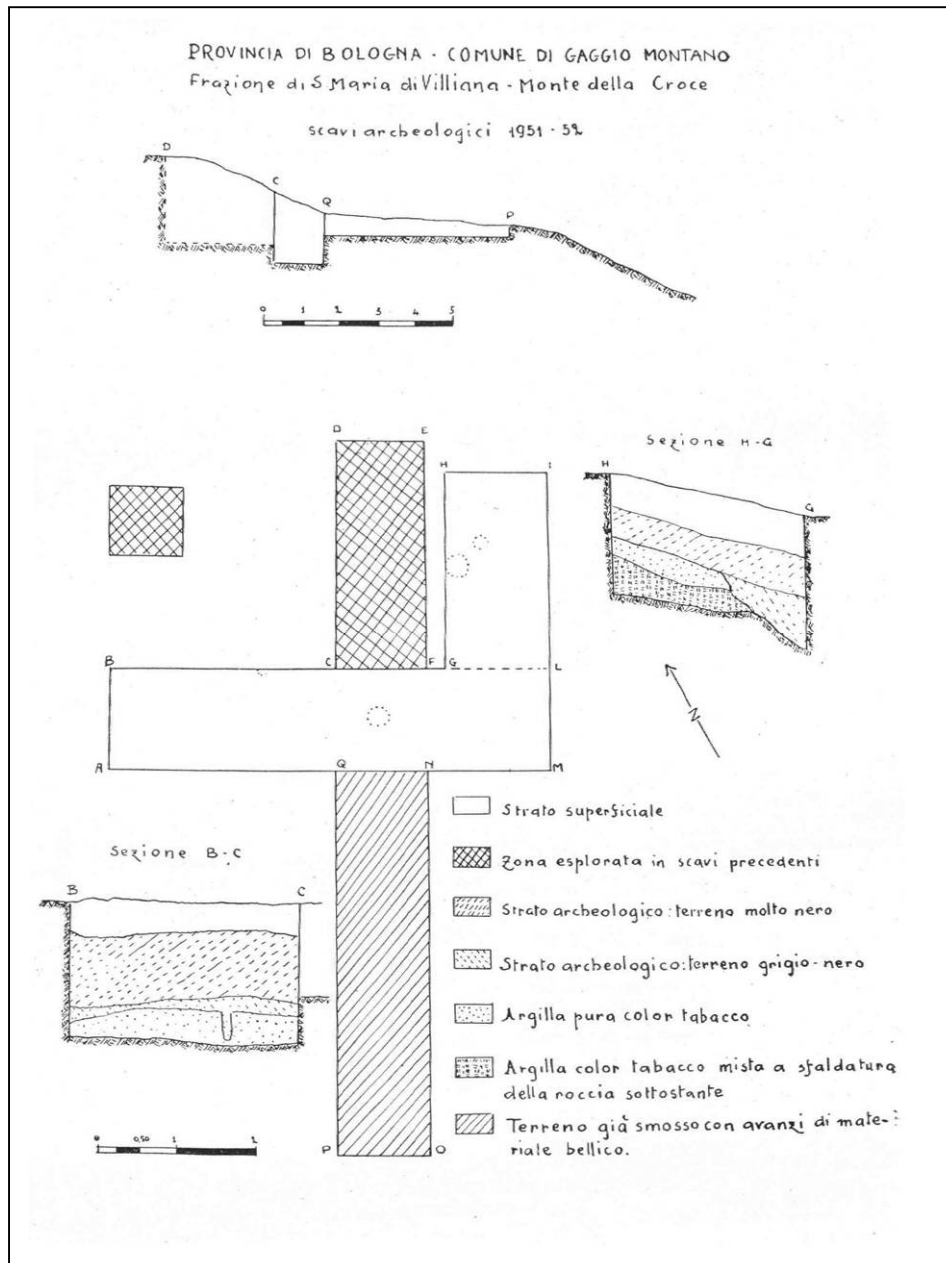 PROVINCIA DI BOLOGNA - COMUNE DI GAGGIO MONTANO
Frazione di S Maria di Villiana - Monte della Croce
scavi archeologici 1951-52
D
C
Q
P
0 1 2 3 4 5
D E
H I
Sezione H-G
H
G
B C F G L
N
A Q N M
Sezione B-C
B C
Strato superficiale
Zona esplorata in scavi precedenti
Strato archeologico: terreno molto nero
Strato archeologico: terreno grigio-nero
Argilla pura color tabacco
Argilla color tabacco mista a sfaldatura
della roccia sottostante
Terreno già smosso con avanzi di mate-
riale bellico.
0 0,50 1 2
P O